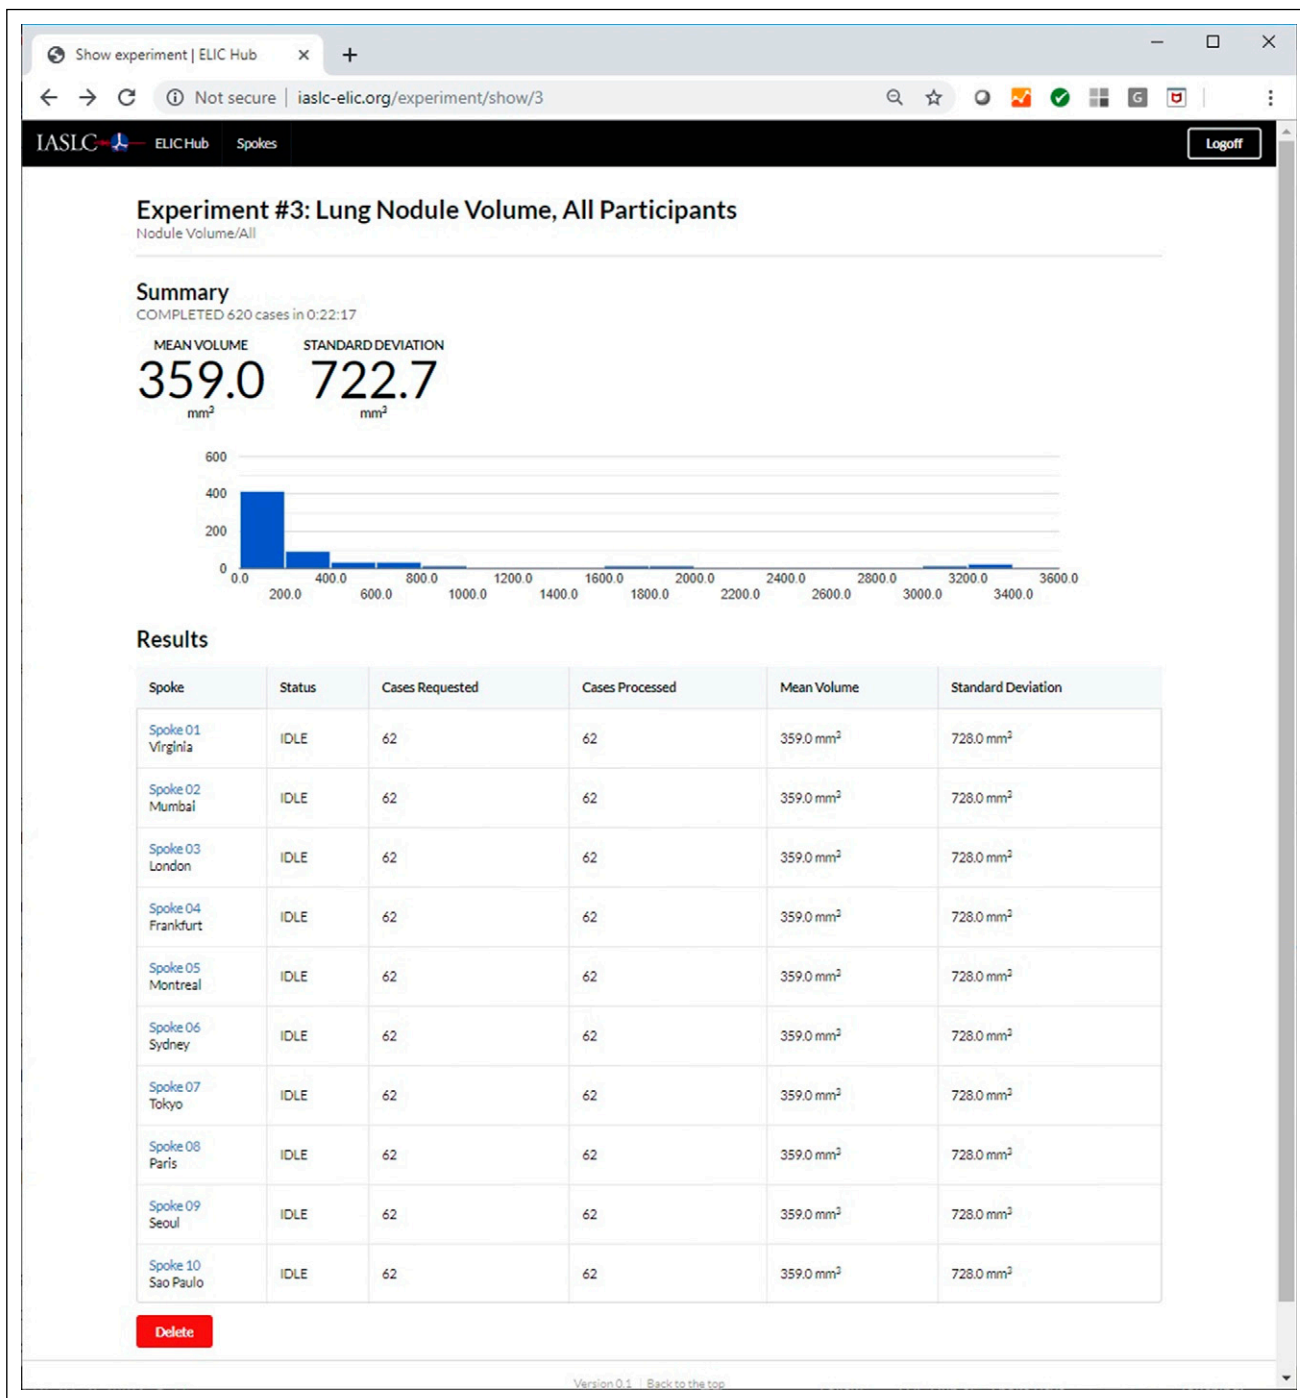 Show experiment | ELIC Hub
Not secure | iaslc-elic.org/experiment/show/3
IASLC ELIC Hub Spokes Logoff
Experiment #3: Lung Nodule Volume, All Participants
Nodule Volume/All
Summary
COMPLETED 620 cases in 0:22:17
MEAN VOLUME STANDARD DEVIATION
359.0 722.7
mm³ mm³
600
400
200
0
0.0 400.0 800.0 1200.0 1600.0 2000.0 2400.0 2800.0 3200.0 3600.0
200.0 600.0 1000.0 1400.0 1800.0 2200.0 2600.0 3000.0 3400.0
Results
Spoke Status Cases Requested Cases Processed Mean Volume Standard Deviation
Spoke 01
Virginia IDLE 62 62 359.0 mm³ 728.0 mm³
Spoke 02
Mumbai IDLE 62 62 359.0 mm³ 728.0 mm³
Spoke 03
London IDLE 62 62 359.0 mm³ 728.0 mm³
Spoke 04
Frankfurt IDLE 62 62 359.0 mm³ 728.0 mm³
Spoke 05
Montreal IDLE 62 62 359.0 mm³ 728.0 mm³
Spoke 06
Sydney IDLE 62 62 359.0 mm³ 728.0 mm³
Spoke 07
Tokyo IDLE 62 62 359.0 mm³ 728.0 mm³
Spoke 08
Paris IDLE 62 62 359.0 mm³ 728.0 mm³
Spoke 09
Seoul IDLE 62 62 359.0 mm³ 728.0 mm³
Spoke 10
Sao Paulo IDLE 62 62 359.0 mm³ 728.0 mm³
Delete
Version 0.1 | Back to the top